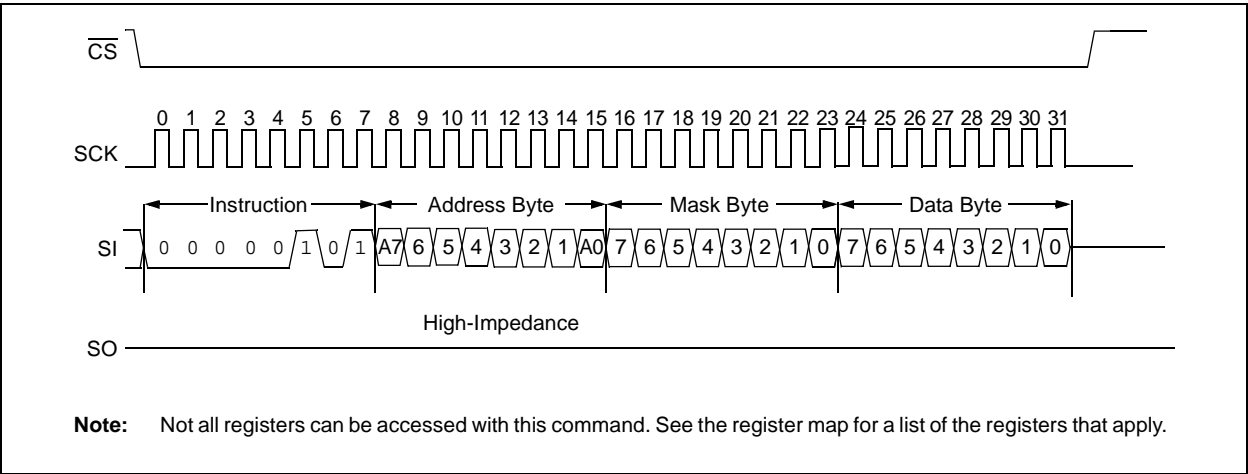 CS
0 1 2 3 4 5 6 7 8 9 10 11 12 13 14 15 16 17 18 19 20 21 22 23 24 25 26 27 28 29 30 31
SCK
Instruction Address Byte Mask Byte Data Byte
SI 0 0 0 0 0 1 0 1 A7 6 5 4 3 2 1 A0 7 6 5 4 3 2 1 0 7 6 5 4 3 2 1 0
High-Impedance
SO
Note: Not all registers can be accessed with this command. See the register map for a list of the registers that apply.